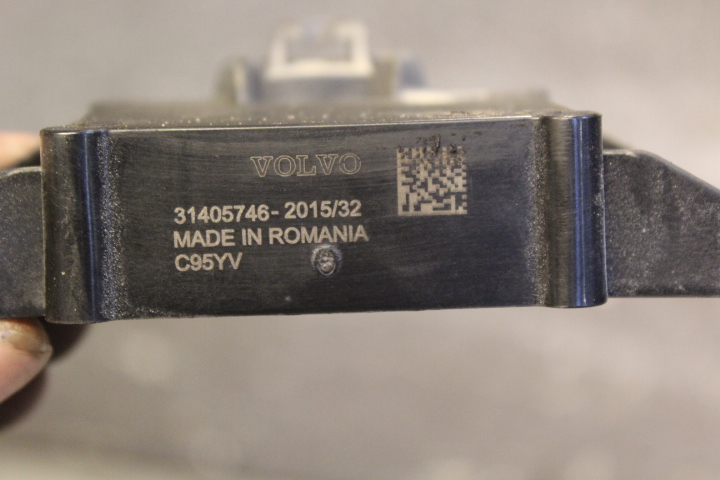 VOLVO
31405746-2015/32
MADE IN ROMANIA
C95YV